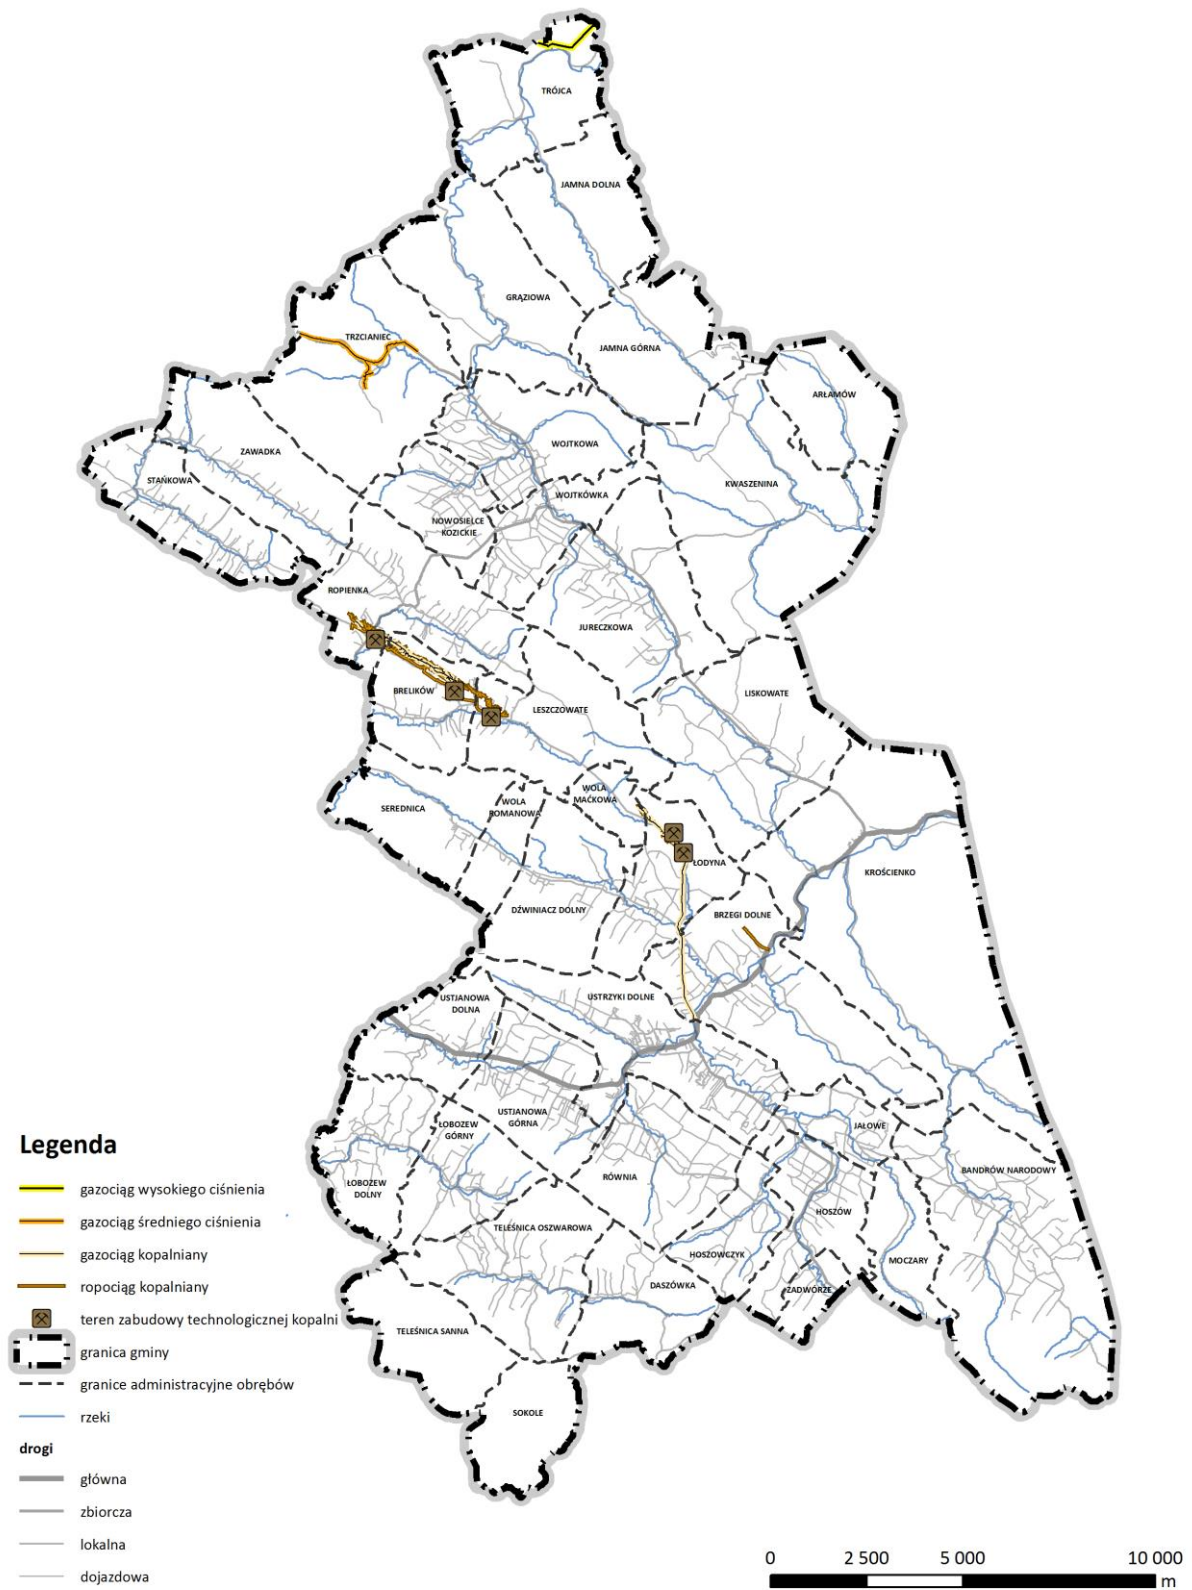 TRÓJCA
JAMNA DOLNA
GRĄZIOWA
TRZCIANIEC
JAMNA GÓRNA
ARŁAMÓW
WOJTKOWA
ZAWADKA
STAŃKOWA
KWASZENINA
WOJTKÓWKA
NOWOSIELCE
KOZICKIE
ROPIENKA
JURECZKOWA
BRELIKÓW
LISKOWATE
LESZCZOWATE
WOLA
MAĆKOWA
SEREDNICA
WOLA
ROMANOWA
ŁODYNA
KROŚCIENKO
DŹWINIACZ DOLNY
BRZEGI DOLNE
USTJANOWA
DOLNA
USTRZYKI DOLNE
USTJANOWA
GÓRNA
ŁOBOZEW
GÓRNY
JAŁOWE
BANDRÓW NARODOWY
RÓWNIA
ŁOBOZEW
DOLNY
HOSZÓW
TELEŚNICA OSZWAROWA
HOSZOWCZYK
MOCZARY
DASZÓWKA
ZADWÓRZE
TELEŚNICA SANNA
SOKOLE
Legenda
gazociąg wysokiego ciśnienia
gazociąg średniego ciśnienia
gazociąg kopalniany
ropociąg kopalniany
teren zabudowy technologicznej kopalni
granica gminy
granice administracyjne obrębów
rzeki
drogi
główna
zbiorcza
lokalna
dojazdowa
0 2 500 5 000 10 000
m